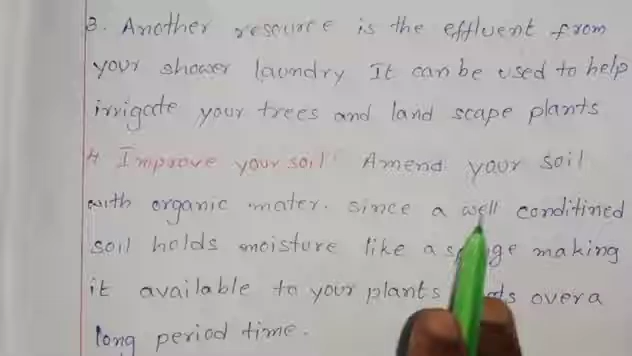 3. Another resource is the effluent from
your shower laundry It can be used to help
irrigate your trees and land scape plants
4 Improve your soil: Amend your soil
with organic mater. since a well conditined
soil holds moisture like a making
it available to your plants over a
long period time.